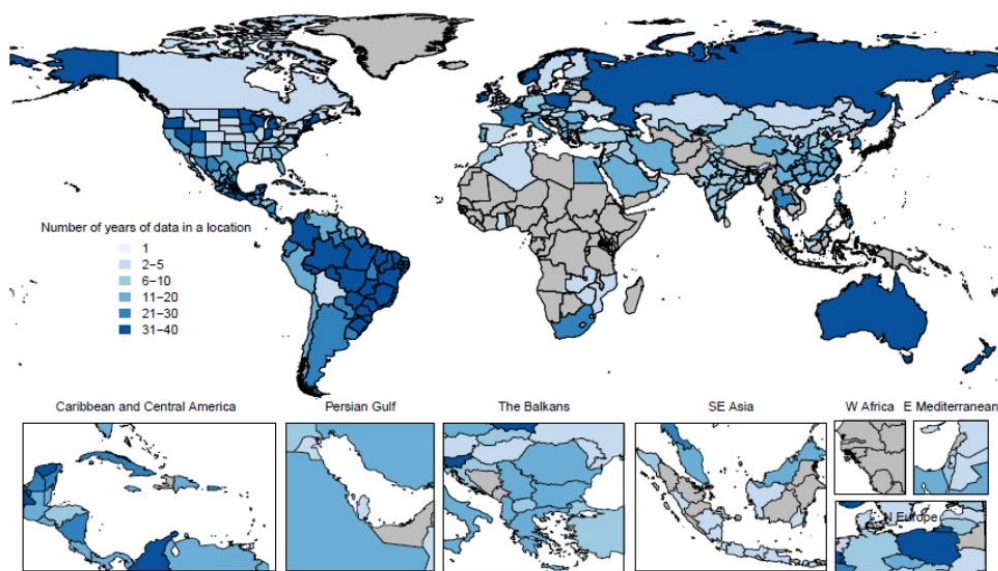 Number of years of data in a location
1
2−5
6−10
11−20
21−30
31−40
Caribbean and Central America
Persian Gulf
The Balkans
SE Asia
W Africa
E Mediterranean
N Europe